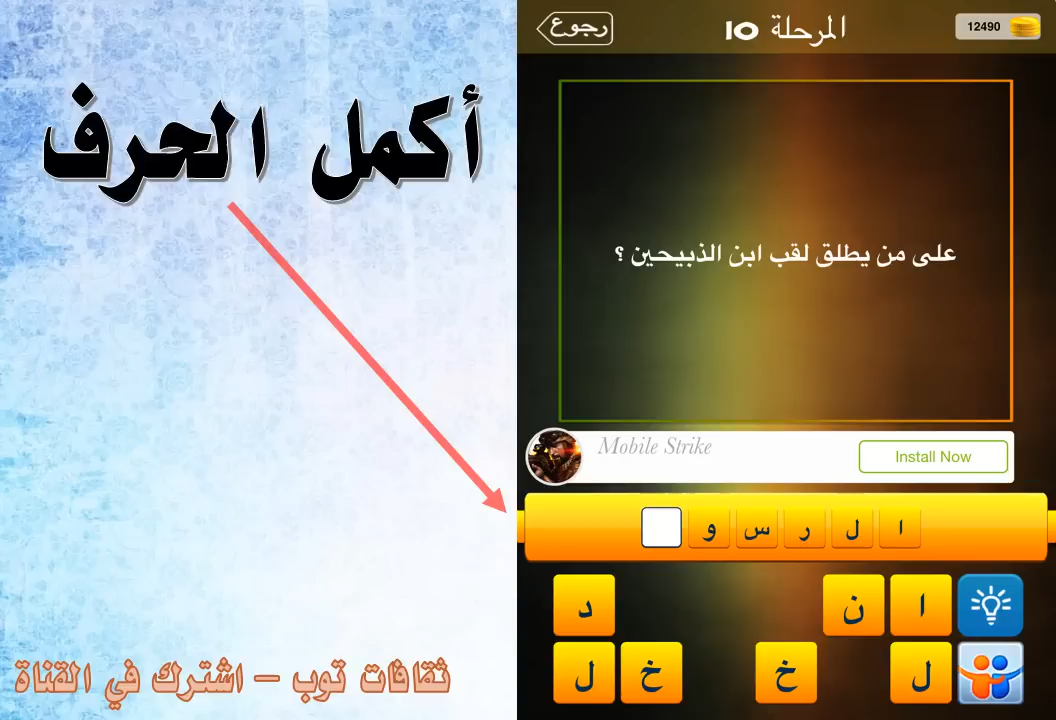 أكمل الحرف
ثقافات توب – اشترك في القناة
رجوع
المرحلة 10
12490
على من يطلق لقب ابن الذبيحين ؟
Mobile Strike
Install Now
ا ل ر س و
ا ن د
ل خ خ ل